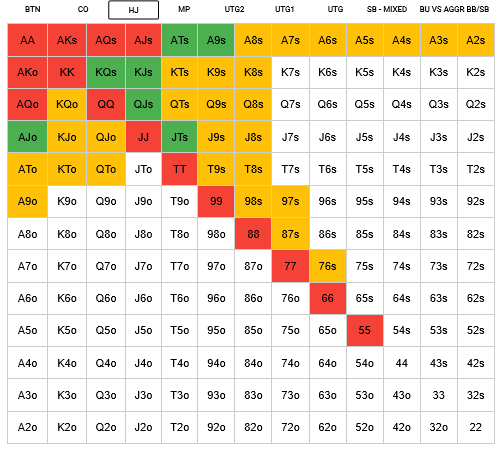 BTN CO HJ MP UTG2 UTG1 UTG SB - MIXED BU VS AGGR BB/SB
AA AKs AQs AJs ATs A9s A8s A7s A6s A5s A4s A3s A2s
AKo KK KQs KJs KTs K9s K8s K7s K6s K5s K4s K3s K2s
AQo KQo QQ QJs QTs Q9s Q8s Q7s Q6s Q5s Q4s Q3s Q2s
AJo KJo QJo JJ JTs J9s J8s J7s J6s J5s J4s J3s J2s
ATo KTo QTo JTo TT T9s T8s T7s T6s T5s T4s T3s T2s
A9o K9o Q9o J9o T9o 99 98s 97s 96s 95s 94s 93s 92s
A8o K8o Q8o J8o T8o 98o 88 87s 86s 85s 84s 83s 82s
A7o K7o Q7o J7o T7o 97o 87o 77 76s 75s 74s 73s 72s
A6o K6o Q6o J6o T6o 96o 86o 76o 66 65s 64s 63s 62s
A5o K5o Q5o J5o T5o 95o 85o 75o 65o 55 54s 53s 52s
A4o K4o Q4o J4o T4o 94o 84o 74o 64o 54o 44 43s 42s
A3o K3o Q3o J3o T3o 93o 83o 73o 63o 53o 43o 33 32s
A2o K2o Q2o J2o T2o 92o 82o 72o 62o 52o 42o 32o 22